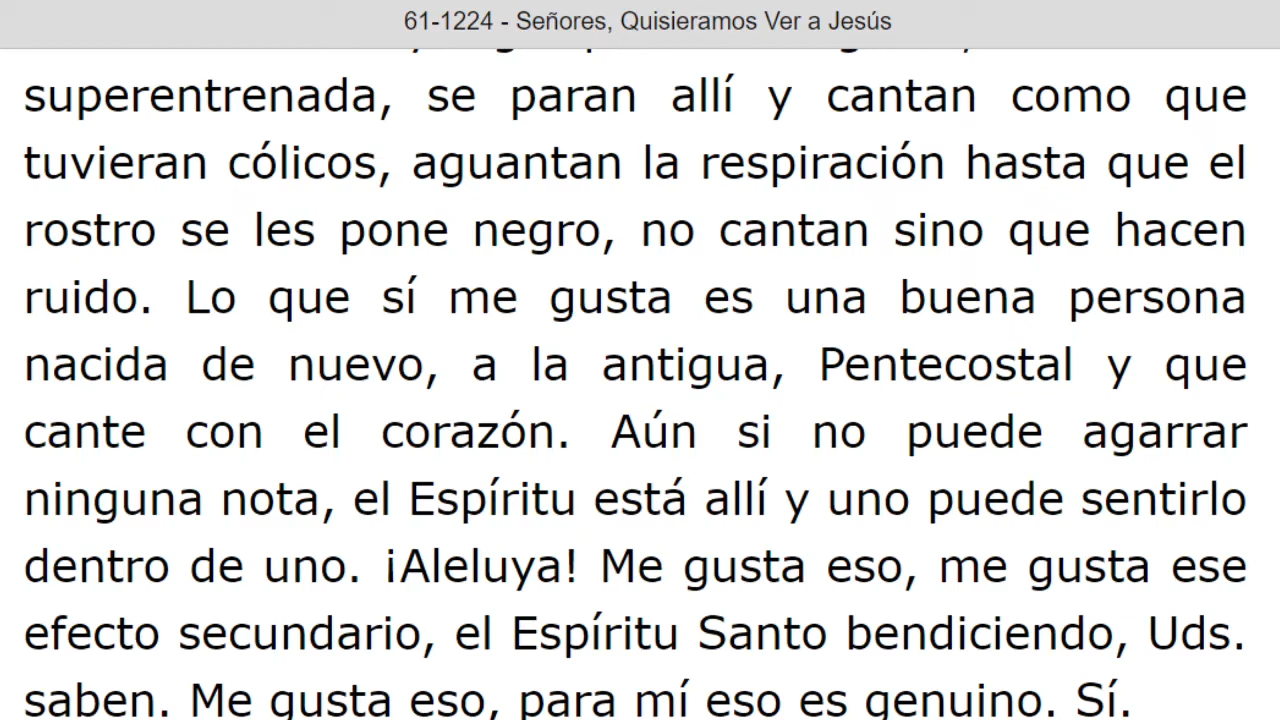 61-1224 - Señores, Quisieramos Ver a Jesús
superentrenada, se paran allí y cantan como que
tuvieran cólicos, aguantan la respiración hasta que el
rostro se les pone negro, no cantan sino que hacen
ruido. Lo que sí me gusta es una buena persona
nacida de nuevo, a la antigua, Pentecostal y que
cante con el corazón. Aún si no puede agarrar
ninguna nota, el Espíritu está allí y uno puede sentirlo
dentro de uno. ¡Aleluya! Me gusta eso, me gusta ese
efecto secundario, el Espíritu Santo bendiciendo, Uds.
saben. Me gusta eso, para mí eso es genuino. Sí.